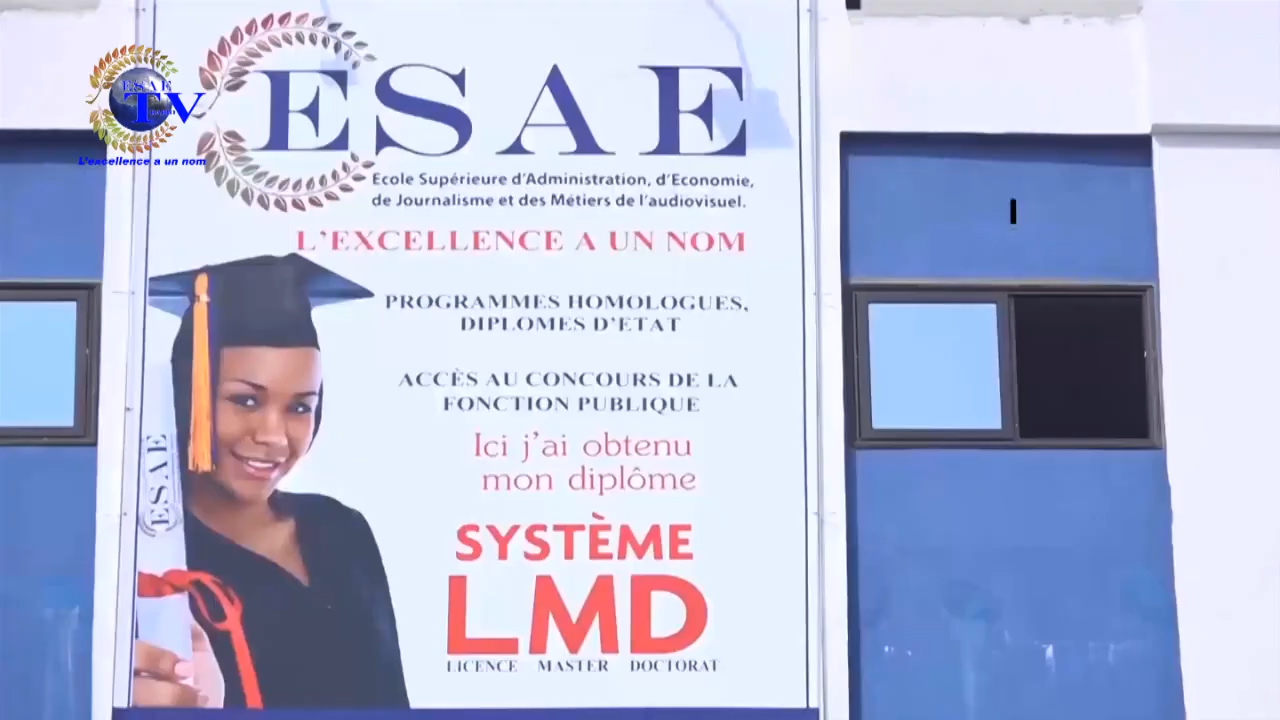 ESAE
TV
L'excellence a un nom
ESAE
Ecole Supérieure d'Administration, d'Economie,
de Journalisme et des Métiers de l'audiovisuel.
L'EXCELLENCE A UN NOM
PROGRAMMES HOMOLOGUES,
DIPLOMES D'ETAT
ACCÈS AU CONCOURS DE LA
FONCTION PUBLIQUE
Ici j'ai obtenu
mon diplôme
ESAE
SYSTÈME
LMD
LICENCE MASTER DOCTORAT